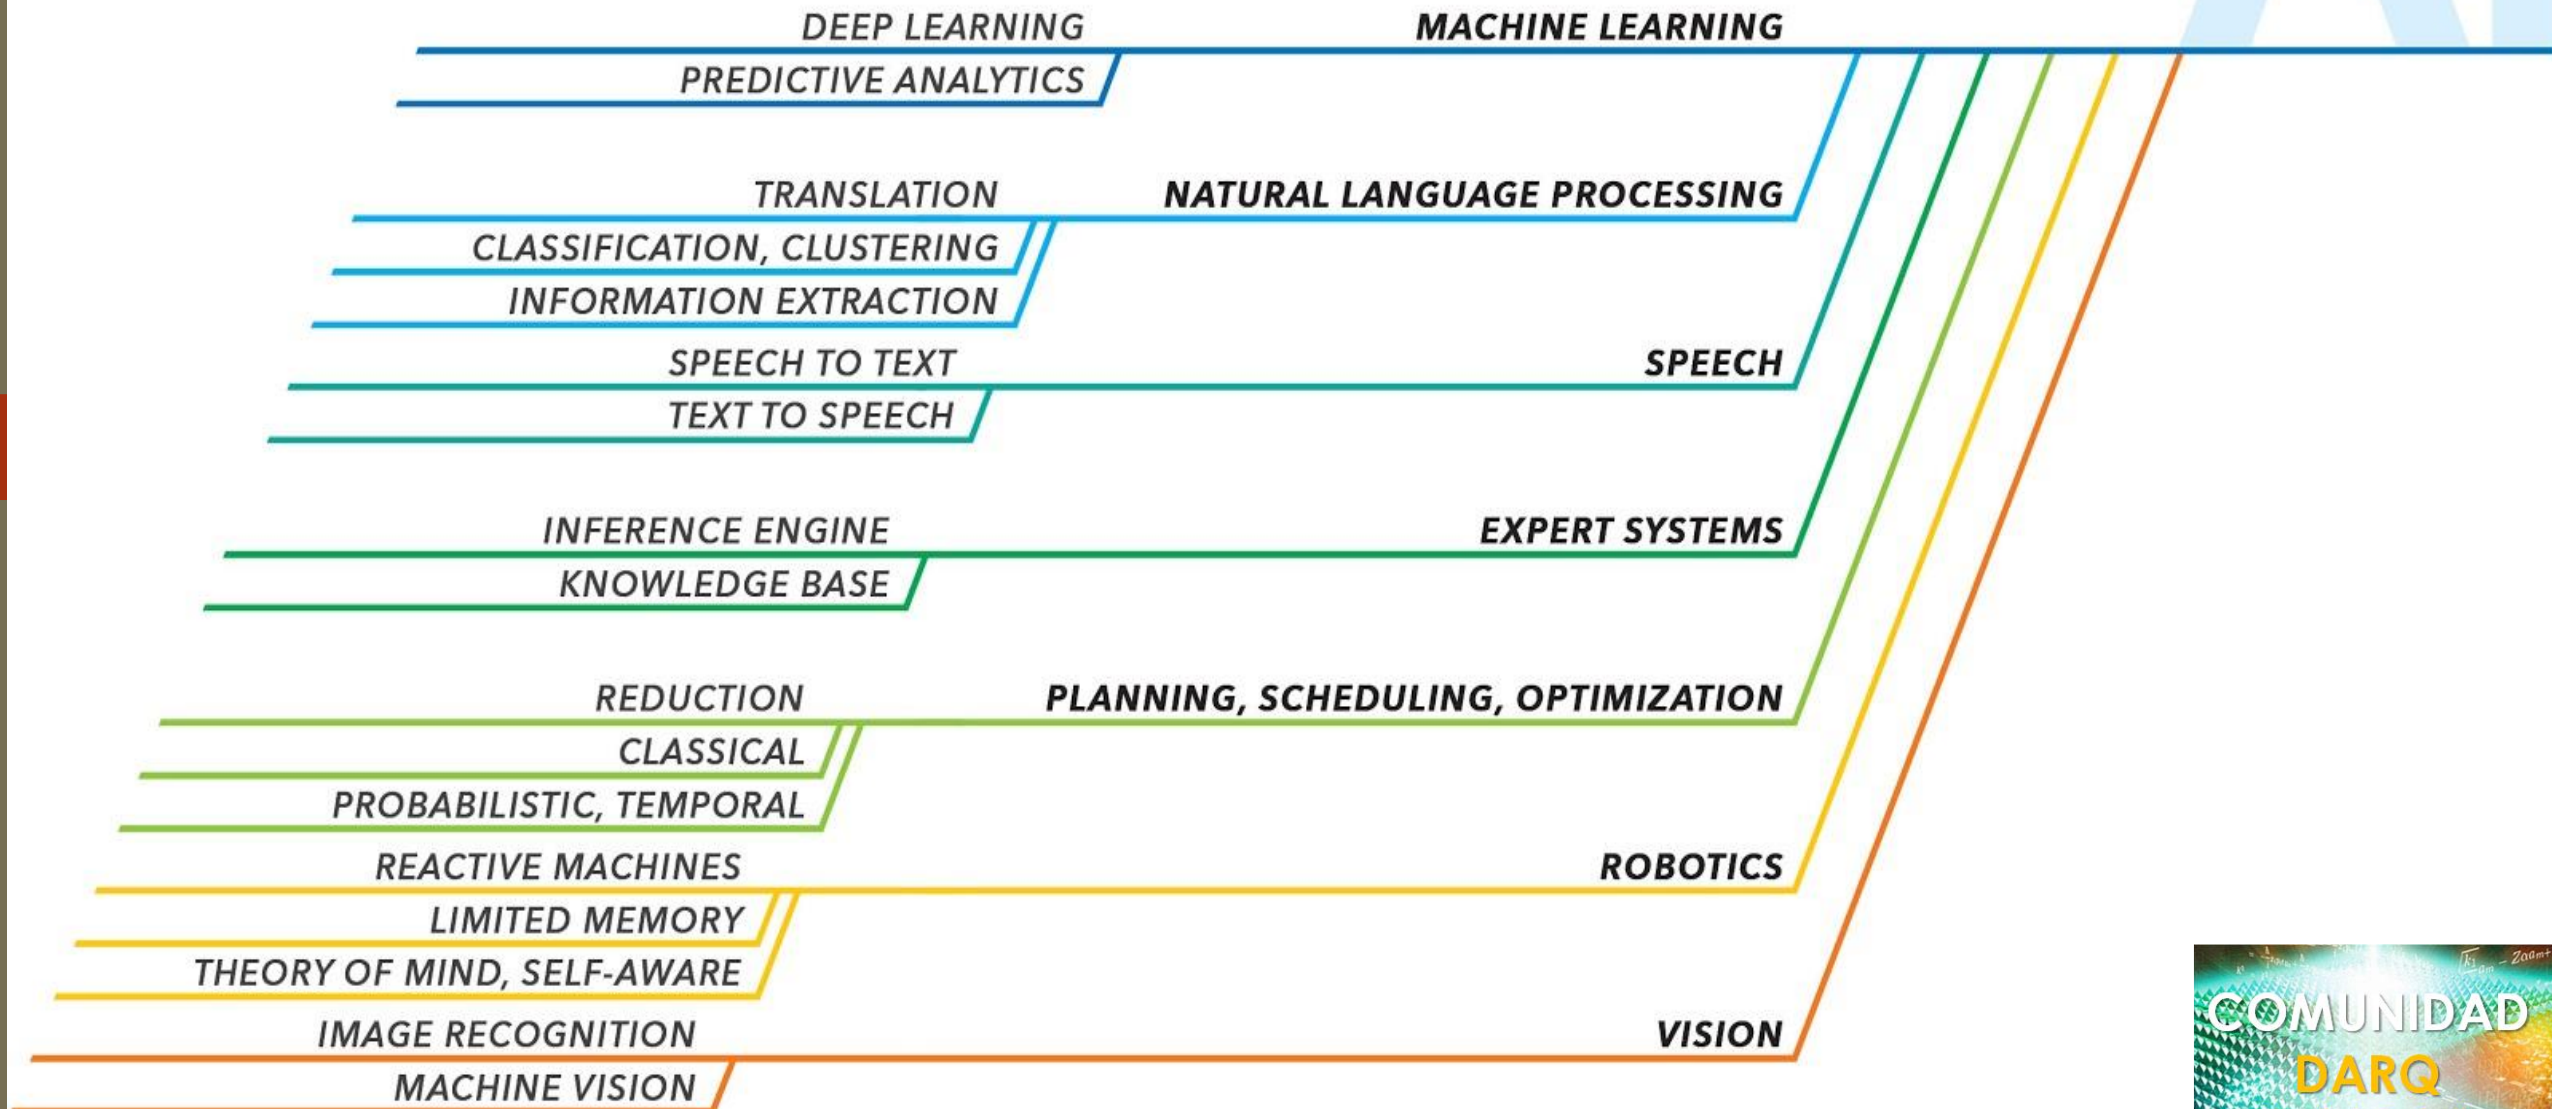 DEEP LEARNING
MACHINE LEARNING
PREDICTIVE ANALYTICS
TRANSLATION
NATURAL LANGUAGE PROCESSING
CLASSIFICATION, CLUSTERING
INFORMATION EXTRACTION
SPEECH TO TEXT
SPEECH
TEXT TO SPEECH
INFERENCE ENGINE
EXPERT SYSTEMS
KNOWLEDGE BASE
REDUCTION
PLANNING, SCHEDULING, OPTIMIZATION
CLASSICAL
PROBABILISTIC, TEMPORAL
REACTIVE MACHINES
ROBOTICS
LIMITED MEMORY
THEORY OF MIND, SELF-AWARE
IMAGE RECOGNITION
VISION
MACHINE VISION
COMUNIDAD
DARQ